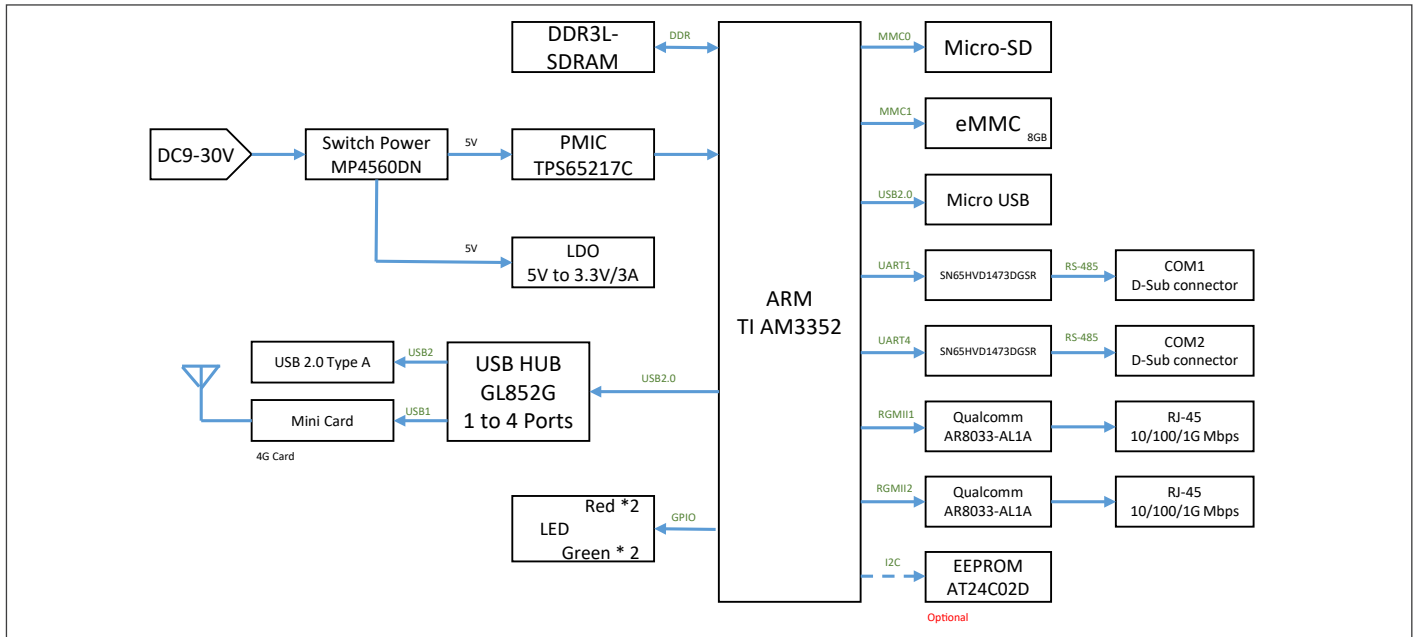 DDR3L-
SDRAM
DDR
MMC0
Micro-SD
MMC1
eMMC
8GB
DC9-30V
Switch Power
MP4560DN
5V
PMIC
TPS65217C
USB2.0
Micro USB
5V
LDO
5V to 3.3V/3A
ARM
TI AM3352
UART1
SN65HVD1473DGSR
RS-485
COM1
D-Sub connector
UART4
SN65HVD1473DGSR
RS-485
COM2
D-Sub connector
USB 2.0 Type A
USB2
USB HUB
GL852G
1 to 4 Ports
USB2.0
Mini Card
USB1
4G Card
RGMII1
Qualcomm
AR8033-AL1A
RJ-45
10/100/1G Mbps
RGMII2
Qualcomm
AR8033-AL1A
RJ-45
10/100/1G Mbps
Red *2
LED
Green * 2
GPIO
I2C
EEPROM
AT24C02D
Optional